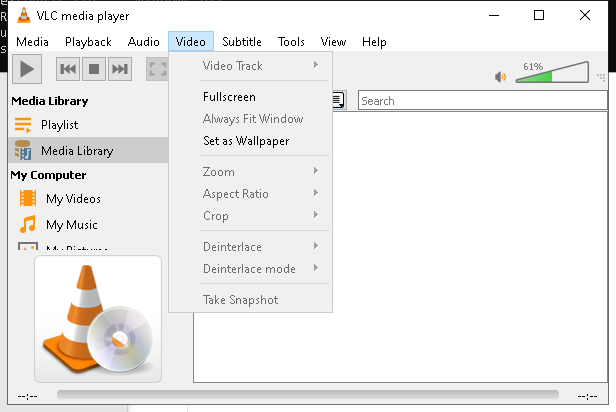 VLC media player
Media Playback Audio Video Subtitle Tools View Help
61%
Video Track
Fullscreen
Always Fit Window
Set as Wallpaper
Zoom
Aspect Ratio
Crop
Deinterlace
Deinterlace mode
Take Snapshot
Search
Media Library
Playlist
Media Library
My Computer
My Videos
My Music
My Pictures
--:--
--:--